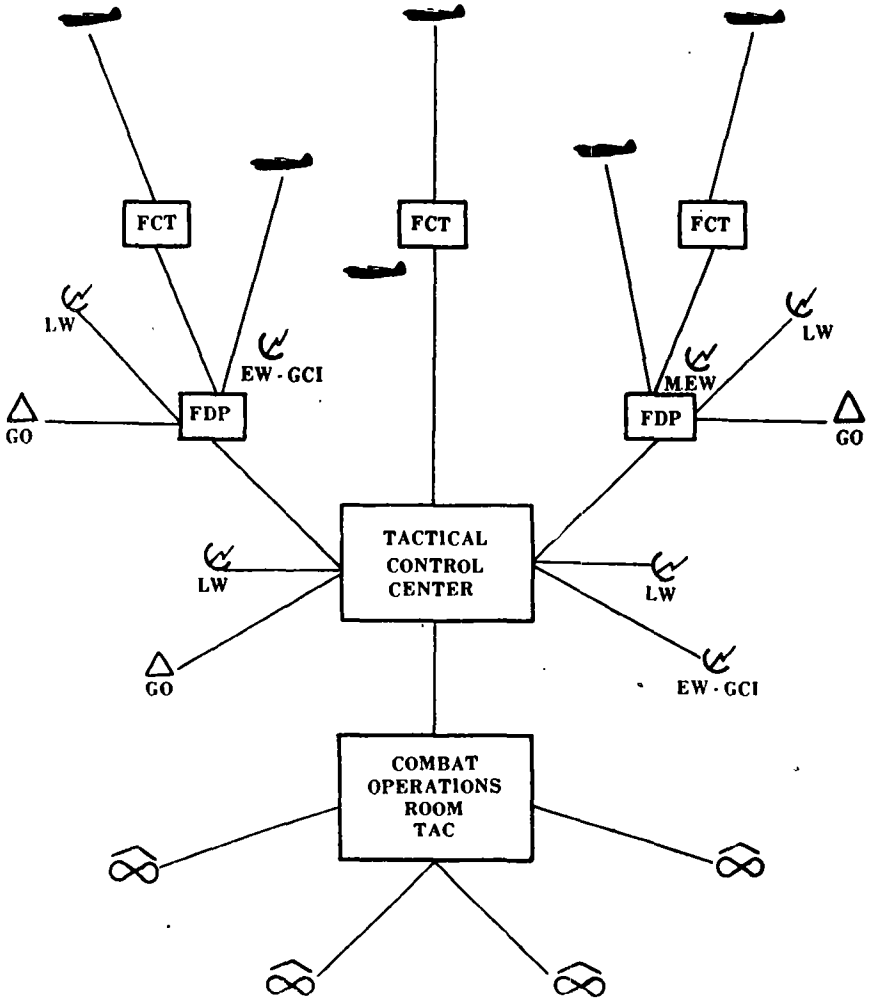 FCT
FCT
FCT
LW
EW - GCI
LW
MEW
FDP
FDP
GO
GO
TACTICAL
CONTROL
CENTER
LW
LW
GO
EW - GCI
COMBAT
OPERATIONS
ROOM
TAC